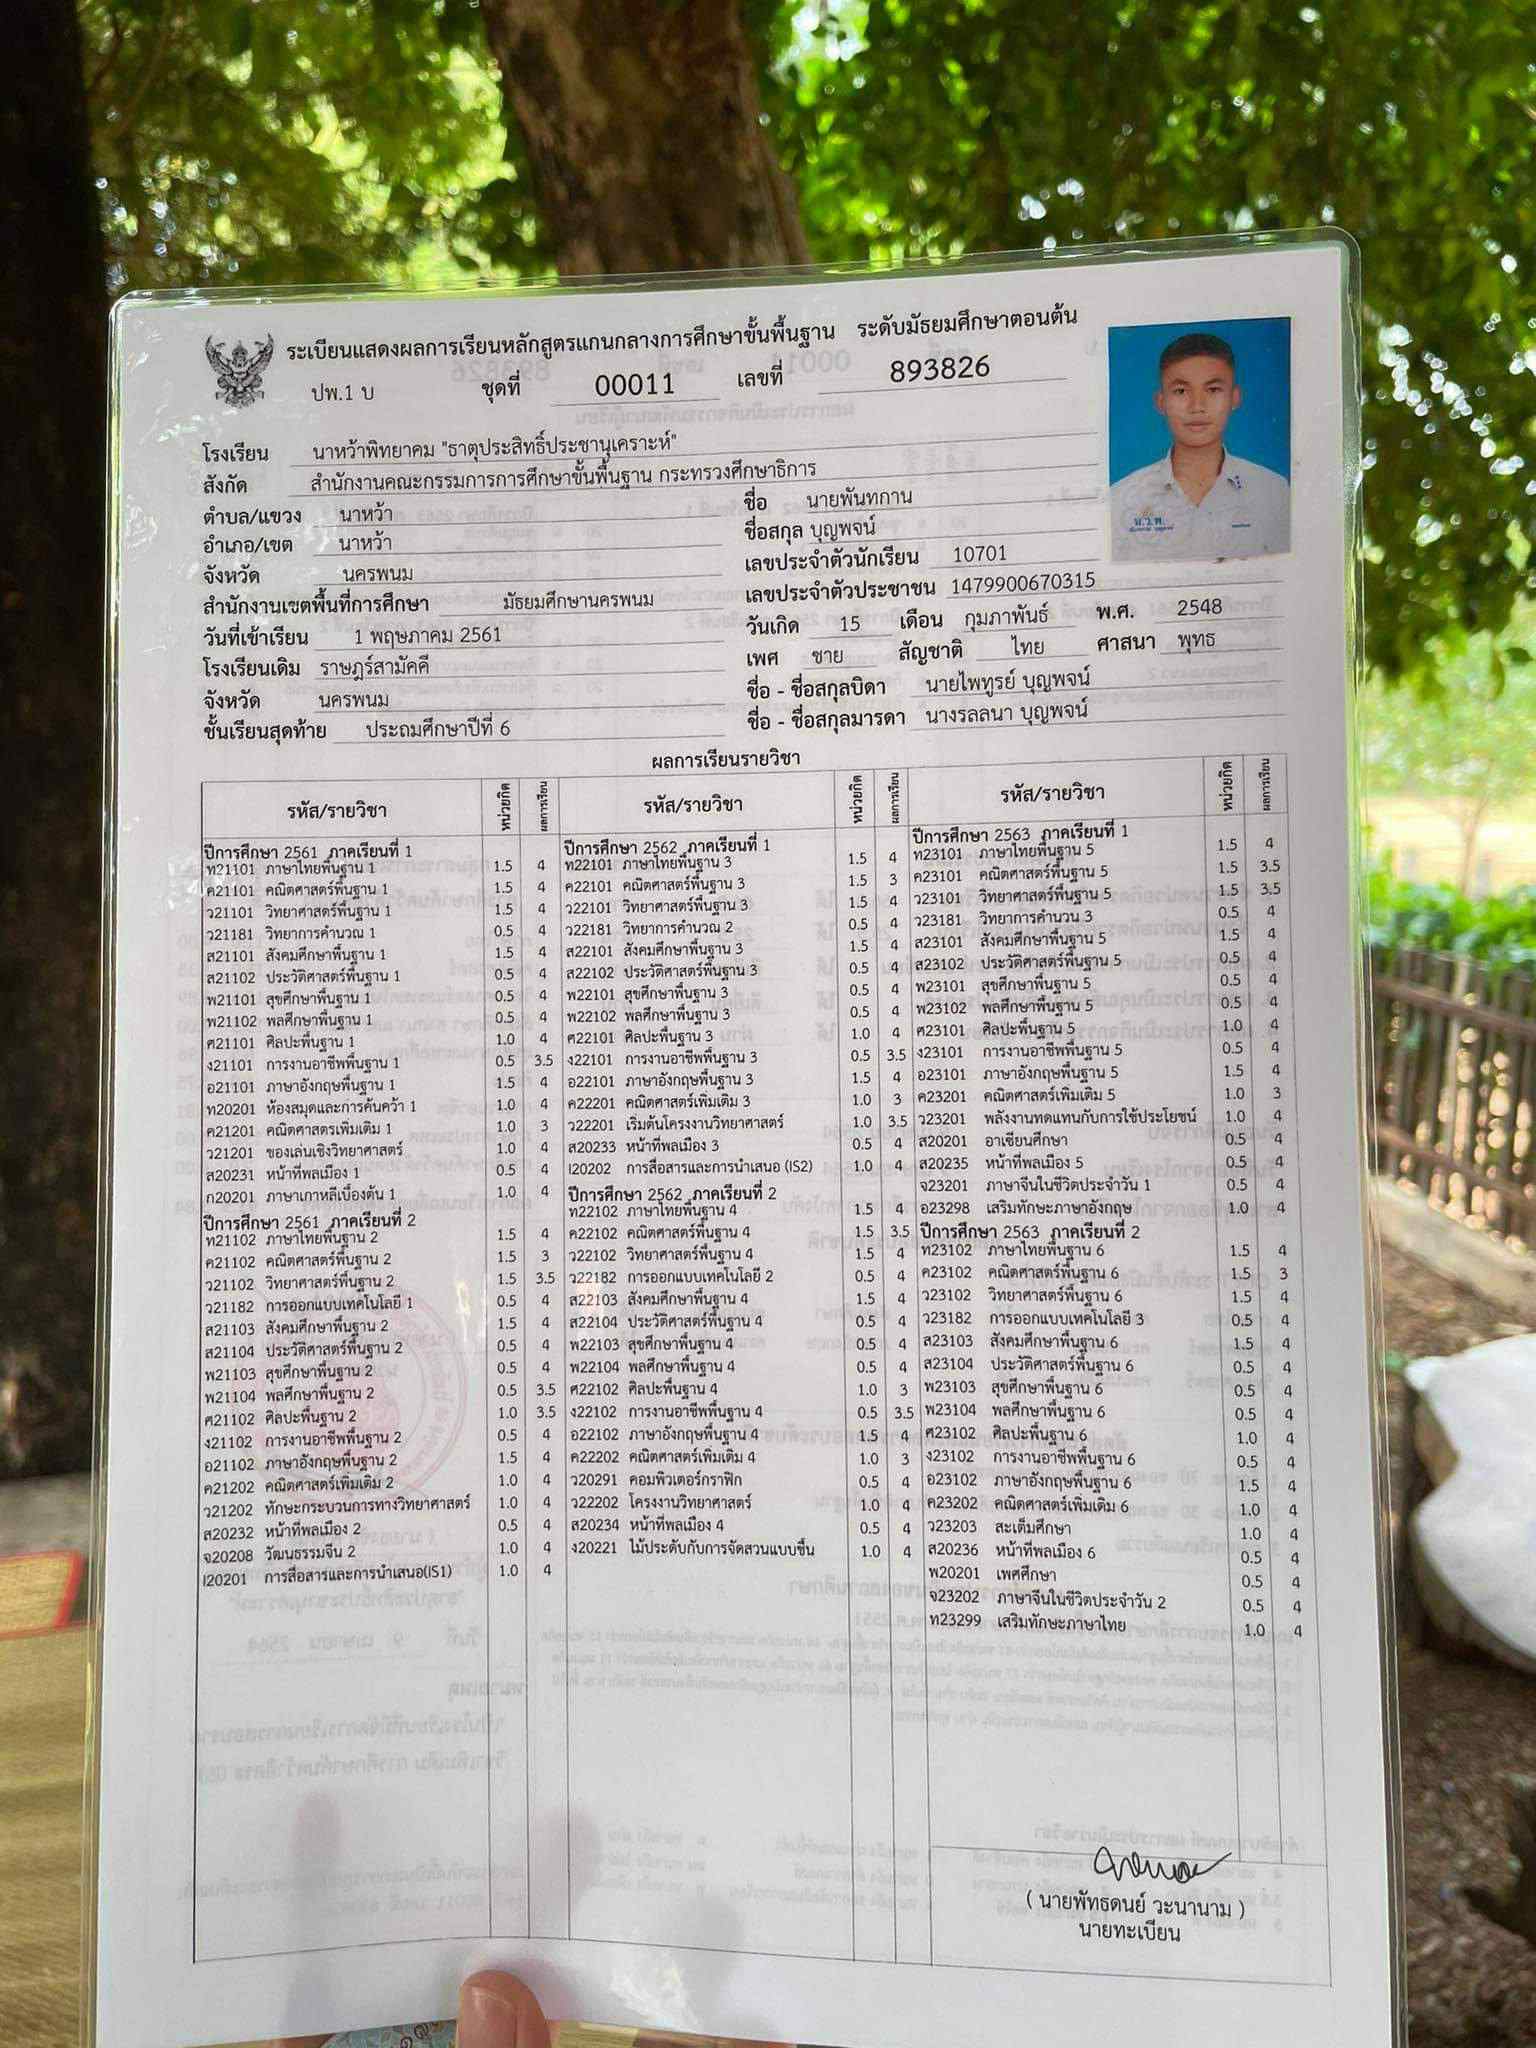 ระเบียนแสดงผลการเรียนหลักสูตรแกนกลางการศึกษาขั้นพื้นฐาน ระดับมัธยมศึกษาตอนต้น
ปพ.1 บ ชุดที่ 00011 เลขที่ 893826
โรงเรียน นาหว้าพิทยาคม "ธาตุประสิทธิ์ประชานุเคราะห์"
สังกัด สำนักงานคณะกรรมการการศึกษาขั้นพื้นฐาน กระทรวงศึกษาธิการ
ตำบล/แขวง นาหว้า
อำเภอ/เขต นาหว้า
จังหวัด นครพนม
สำนักงานเขตพื้นที่การศึกษา มัธยมศึกษานครพนม
วันที่เข้าเรียน 1 พฤษภาคม 2561
โรงเรียนเดิม ราษฎร์สามัคคี
จังหวัด นครพนม
ชั้นเรียนสุดท้าย ประถมศึกษาปีที่ 6
ชื่อ นายพันทกาน
ชื่อสกุล บุญพจน์
เลขประจำตัวนักเรียน 10701
เลขประจำตัวประชาชน 1479900670315
วันเกิด 15 เดือน กุมภาพันธ์ พ.ศ. 2548
เพศ ชาย สัญชาติ ไทย ศาสนา พุทธ
ชื่อ - ชื่อสกุลบิดา นายไพทูรย์ บุญพจน์
ชื่อ - ชื่อสกุลมารดา นางรลลนา บุญพจน์
น.ว.พ.
ผลการเรียนรายวิชา
รหัส/รายวิชา หน่วยกิต ผลการเรียน
ปีการศึกษา 2561 ภาคเรียนที่ 1
ท21101 ภาษาไทยพื้นฐาน 1 1.5 4
ค21101 คณิตศาสตร์พื้นฐาน 1 1.5 4
ว21101 วิทยาศาสตร์พื้นฐาน 1 1.5 4
ว21181 วิทยาการคำนวณ 1 0.5 4
ส21101 สังคมศึกษาพื้นฐาน 1 1.5 4
ส21102 ประวัติศาสตร์พื้นฐาน 1 0.5 4
พ21101 สุขศึกษาพื้นฐาน 1 0.5 4
พ21102 พลศึกษาพื้นฐาน 1 0.5 4
ศ21101 ศิลปะพื้นฐาน 1 1.0 4
ง21101 การงานอาชีพพื้นฐาน 1 0.5 3.5
อ21101 ภาษาอังกฤษพื้นฐาน 1 1.5 4
ท20201 ห้องสมุดและการค้นคว้า 1 1.0 4
ค21201 คณิตศาสตรเพิ่มเติม 1 1.0 3
ว21201 ของเล่นเชิงวิทยาศาสตร์ 1.0 4
ส20231 หน้าที่พลเมือง 1 0.5 4
ก20201 ภาษาเกาหลีเบื้องต้น 1 1.0 4
ปีการศึกษา 2561 ภาคเรียนที่ 2
ท21102 ภาษาไทยพื้นฐาน 2 1.5 4
ค21102 คณิตศาสตร์พื้นฐาน 2 1.5 3
ว21102 วิทยาศาสตร์พื้นฐาน 2 1.5 3.5
ว21182 การออกแบบเทคโนโลยี 1 0.5 4
ส21103 สังคมศึกษาพื้นฐาน 2 1.5 4
ส21104 ประวัติศาสตร์พื้นฐาน 2 0.5 4
พ21103 สุขศึกษาพื้นฐาน 2 0.5 4
พ21104 พลศึกษาพื้นฐาน 2 0.5 3.5
ศ21102 ศิลปะพื้นฐาน 2 1.0 3.5
ง21102 การงานอาชีพพื้นฐาน 2 0.5 4
อ21102 ภาษาอังกฤษพื้นฐาน 2 1.5 4
ค21202 คณิตศาสตร์เพิ่มเติม 2 1.0 4
ว21202 ทักษะกระบวนการทางวิทยาศาสตร์ 1.0 4
ส20232 หน้าที่พลเมือง 2 0.5 4
จ20208 วัฒนธรรมจีน 2 1.0 4
I20201 การสื่อสารและการนำเสนอ(IS1) 1.0 4
รหัส/รายวิชา หน่วยกิต ผลการเรียน
ปีการศึกษา 2562 ภาคเรียนที่ 1
ท22101 ภาษาไทยพื้นฐาน 3 1.5 4
ค22101 คณิตศาสตร์พื้นฐาน 3 1.5 3
ว22101 วิทยาศาสตร์พื้นฐาน 3 1.5 4
ว22181 วิทยาการคำนวณ 2 0.5 4
ส22101 สังคมศึกษาพื้นฐาน 3 1.5 4
ส22102 ประวัติศาสตร์พื้นฐาน 3 0.5 4
พ22101 สุขศึกษาพื้นฐาน 3 0.5 4
พ22102 พลศึกษาพื้นฐาน 3 0.5 4
ศ22101 ศิลปะพื้นฐาน 3 1.0 4
ง22101 การงานอาชีพพื้นฐาน 3 0.5 3.5
อ22101 ภาษาอังกฤษพื้นฐาน 3 1.5 4
ค22201 คณิตศาสตร์เพิ่มเติม 3 1.0 3
ว22201 เริ่มต้นโครงงานวิทยาศาสตร์ 1.0 3.5
ส20233 หน้าที่พลเมือง 3 0.5 4
I20202 การสื่อสารและการนำเสนอ (IS2) 1.0 4
ปีการศึกษา 2562 ภาคเรียนที่ 2
ท22102 ภาษาไทยพื้นฐาน 4 1.5 4
ค22102 คณิตศาสตร์พื้นฐาน 4 1.5 3.5
ว22102 วิทยาศาสตร์พื้นฐาน 4 1.5 4
ว22182 การออกแบบเทคโนโลยี 2 0.5 4
ส22103 สังคมศึกษาพื้นฐาน 4 1.5 4
ส22104 ประวัติศาสตร์พื้นฐาน 4 0.5 4
พ22103 สุขศึกษาพื้นฐาน 4 0.5 4
พ22104 พลศึกษาพื้นฐาน 4 0.5 4
ศ22102 ศิลปะพื้นฐาน 4 1.0 3
ง22102 การงานอาชีพพื้นฐาน 4 0.5 3.5
อ22102 ภาษาอังกฤษพื้นฐาน 4 1.5 4
ค22202 คณิตศาสตร์เพิ่มเติม 4 1.0 3
ว20291 คอมพิวเตอร์กราฟิก 0.5 4
ว22202 โครงงานวิทยาศาสตร์ 1.0 4
ส20234 หน้าที่พลเมือง 4 0.5 4
ง20221 ไม้ประดับกับการจัดสวนแบบชื้น 1.0 4
รหัส/รายวิชา หน่วยกิต ผลการเรียน
ปีการศึกษา 2563 ภาคเรียนที่ 1
ท23101 ภาษาไทยพื้นฐาน 5 1.5 4
ค23101 คณิตศาสตร์พื้นฐาน 5 1.5 3.5
ว23101 วิทยาศาสตร์พื้นฐาน 5 1.5 3.5
ว23181 วิทยาการคำนวน 3 0.5 4
ส23101 สังคมศึกษาพื้นฐาน 5 1.5 4
ส23102 ประวัติศาสตร์พื้นฐาน 5 0.5 4
พ23101 สุขศึกษาพื้นฐาน 5 0.5 4
พ23102 พลศึกษาพื้นฐาน 5 0.5 4
ศ23101 ศิลปะพื้นฐาน 5 1.0 4
ง23101 การงานอาชีพพื้นฐาน 5 0.5 4
อ23101 ภาษาอังกฤษพื้นฐาน 5 1.5 4
ค23201 คณิตศาสตร์เพิ่มเติม 5 1.0 3
ว23201 พลังงานทดแทนกับการใช้ประโยชน์ 1.0 4
ส20201 อาเซียนศึกษา 0.5 4
ส20235 หน้าที่พลเมือง 5 0.5 4
จ23201 ภาษาจีนในชีวิตประจำวัน 1 0.5 4
อ23298 เสริมทักษะภาษาอังกฤษ 1.0 4
ปีการศึกษา 2563 ภาคเรียนที่ 2
ท23102 ภาษาไทยพื้นฐาน 6 1.5 4
ค23102 คณิตศาสตร์พื้นฐาน 6 1.5 3
ว23102 วิทยาศาสตร์พื้นฐาน 6 1.5 4
ว23182 การออกแบบเทคโนโลยี 3 0.5 4
ส23103 สังคมศึกษาพื้นฐาน 6 1.5 4
ส23104 ประวัติศาสตร์พื้นฐาน 6 0.5 4
พ23103 สุขศึกษาพื้นฐาน 6 0.5 4
พ23104 พลศึกษาพื้นฐาน 6 0.5 4
ศ23102 ศิลปะพื้นฐาน 6 1.0 4
ง23102 การงานอาชีพพื้นฐาน 6 0.5 4
อ23102 ภาษาอังกฤษพื้นฐาน 6 1.5 4
ค23202 คณิตศาสตร์เพิ่มเติม 6 1.0 4
ว23203 สะเต็มศึกษา 1.0 4
ส20236 หน้าที่พลเมือง 6 0.5 4
พ20201 เพศศึกษา 0.5 4
จ23202 ภาษาจีนในชีวิตประจำวัน 2 0.5 4
ท23299 เสริมทักษะภาษาไทย 1.0 4
( นายพัทธดนย์ วะนานาม )
นายทะเบียน